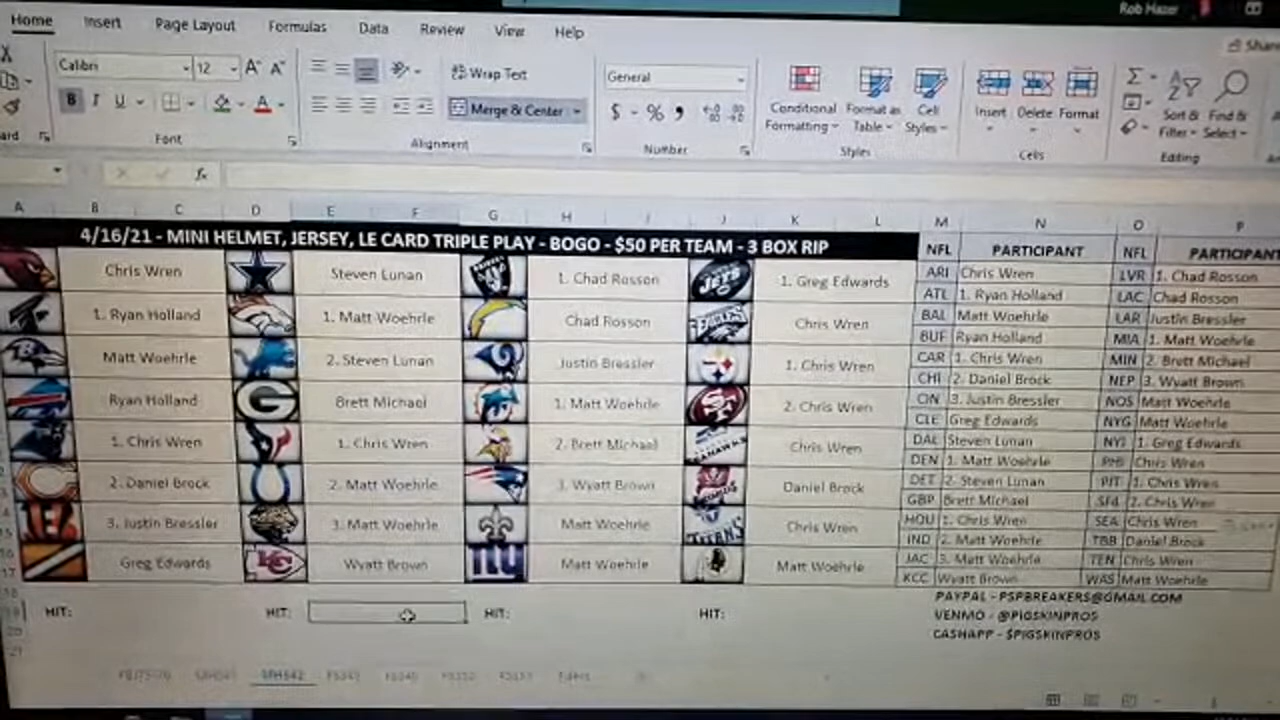 Rob Hazer
Home Insert Page Layout Formulas Data Review View Help
Share
Calibri 12 A A Wrap Text General
B I U A Merge & Center $ % Conditional Formatting Format as Table Cell Styles Insert Delete Format Sort & Filter Find & Select
Font Alignment Number Styles Cells Editing
fx
A B C D E F G H I J K L M N O P
4/16/21 - MINI HELMET, JERSEY, LE CARD TRIPLE PLAY - BOGO - $50 PER TEAM - 3 BOX RIP NFL PARTICIPANT NFL PARTICIPANT
Chris Wren Steven Lunan 1. Chad Rosson 1. Greg Edwards ARI Chris Wren LVR 1. Chad Rosson
1. Ryan Holland 1. Matt Woehrle Chad Rosson Chris Wren ATL 1. Ryan Holland LAC Chad Rosson
Matt Woehrle 2. Steven Lunan Justin Bressler 1. Chris Wren BAL Matt Woehrle LAR Justin Bressler
Ryan Holland Brett Michael 1. Matt Woehrle 2. Chris Wren BUF Ryan Holland MIA 1. Matt Woehrle
1. Chris Wren 1. Chris Wren 2. Brett Michael Chris Wren CAR 1. Chris Wren MIN 2. Brett Michael
2. Daniel Brock 2. Matt Woehrle 3. Wyatt Brown Daniel Brock CHI 2. Daniel Brock NEP 3. Wyatt Brown
3. Justin Bressler 3. Matt Woehrle Matt Woehrle Chris Wren CIN 3. Justin Bressler NOS Matt Woehrle
Greg Edwards Wyatt Brown Matt Woehrle Matt Woehrle CLE Greg Edwards NYG Matt Woehrle
DAL Steven Lunan NYJ 1. Greg Edwards
DEN 1. Matt Woehrle PHI Chris Wren
DET 2. Steven Lunan PIT 1. Chris Wren
GBP Brett Michael SF4 2. Chris Wren
HOU 1. Chris Wren SEA Chris Wren
IND 2. Matt Woehrle TBB Daniel Brock
JAC 3. Matt Woehrle TEN Chris Wren
KCC Wyatt Brown WAS Matt Woehrle
HIT: HIT: HIT: HIT:
PAYPAL - PSPBREAKERS@GMAIL.COM
VENMO - @PIGSKINPROS
CASHAPP - $PIGSKINPROS